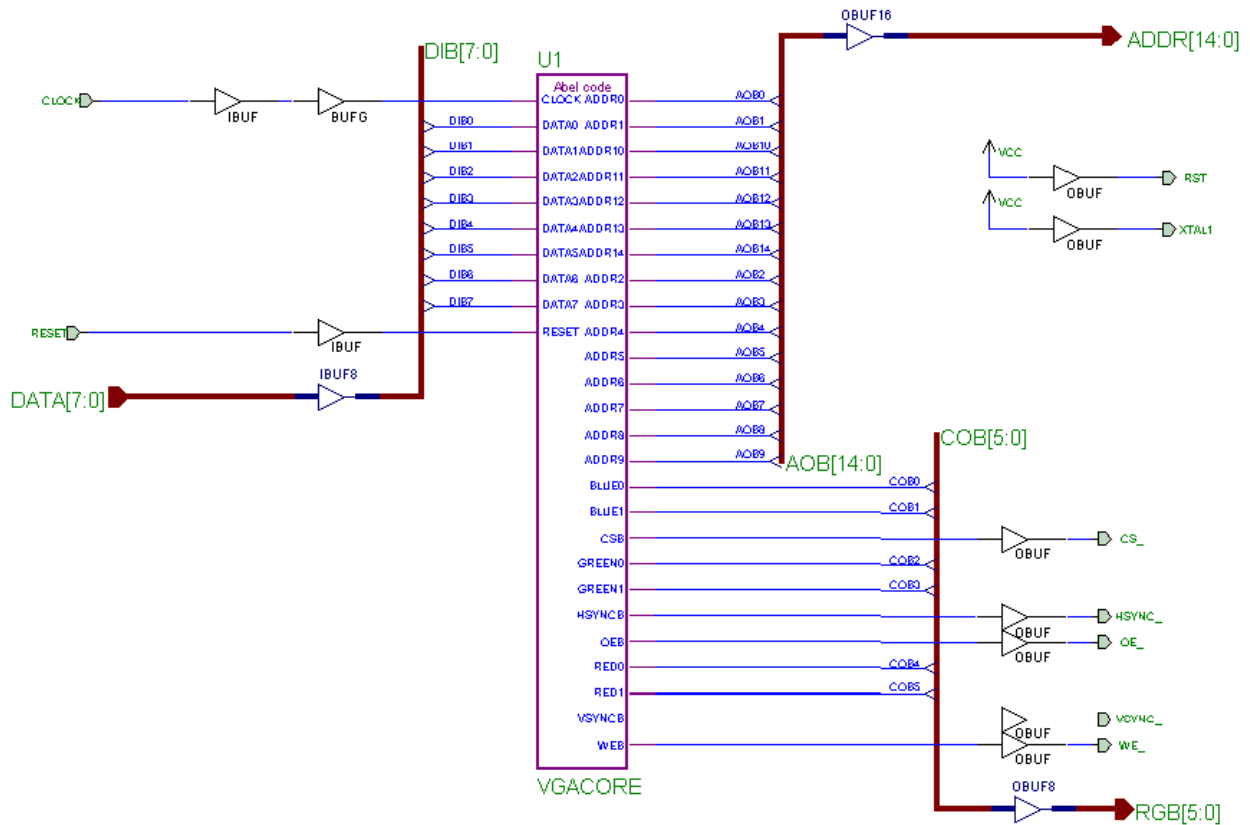 OBUF16
ADDR[14:0]
DIB[7:0]
U1
Abel code
CLOCK
IBUF
BUFG
CLOCK ADDR0
AOB0
DIB0
DATA0 ADDR1
AOB1
DIB1
DATA1 ADDR10
AOB10
DIB2
DATA2 ADDR11
AOB11
DIB3
DATA3 ADDR12
AOB12
DIB4
DATA4 ADDR13
AOB13
DIB5
DATA5 ADDR14
AOB14
DIB6
DATA6 ADDR2
AOB2
DIB7
DATA7 ADDR3
AOB3
VCC
OBUF
RST
VCC
OBUF
XTAL1
RESET
IBUF
RESET ADDR4
AOB4
ADDR5
AOB5
IBUF8
DATA[7:0]
ADDR6
AOB6
ADDR7
AOB7
ADDR8
AOB8
ADDR9
AOB9
AOB[14:0]
COB[5:0]
BLUE0
COB0
BLUE1
COB1
CSB
OBUF
CS_
GREEN0
COB2
GREEN1
COB3
HSYNCB
OBUF
HSYNC_
OEB
OBUF
OE_
RED0
COB4
RED1
COB5
VSYNCB
OBUF
VSYNC_
WEB
OBUF
WE_
VGACORE
OBUF8
RGB[5:0]